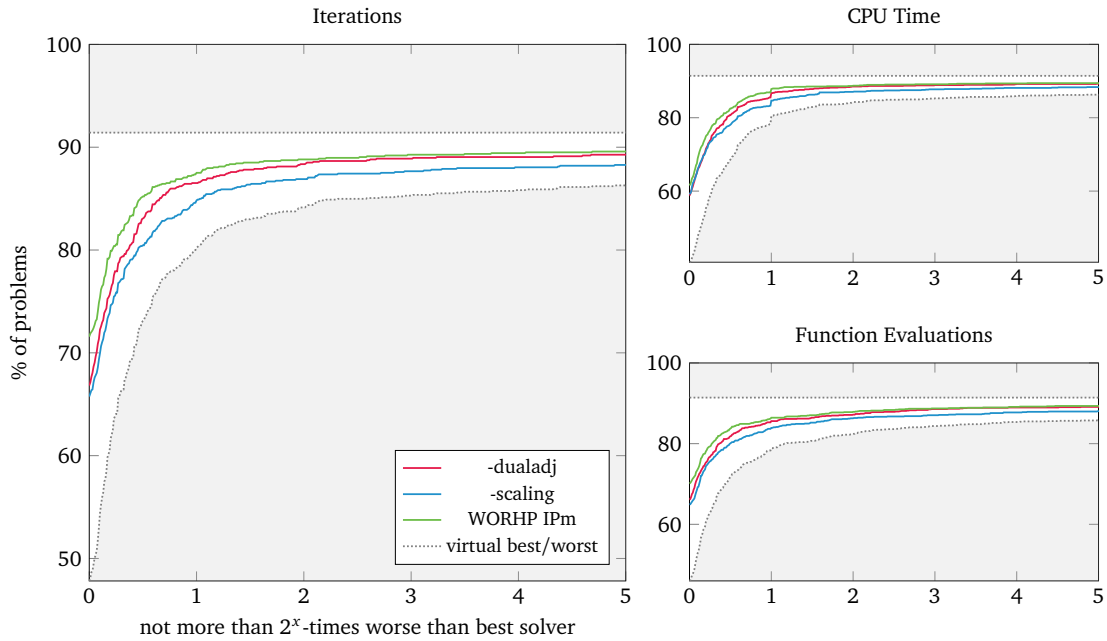 Iterations
100
90
80
70
60
50
% of problems
0 1 2 3 4 5
not more than 2^x-times worse than best solver
-dualadj
-scaling
WORHP IPm
virtual best/worst
CPU Time
100
80
60
0 1 2 3 4 5
Function Evaluations
100
80
60
0 1 2 3 4 5